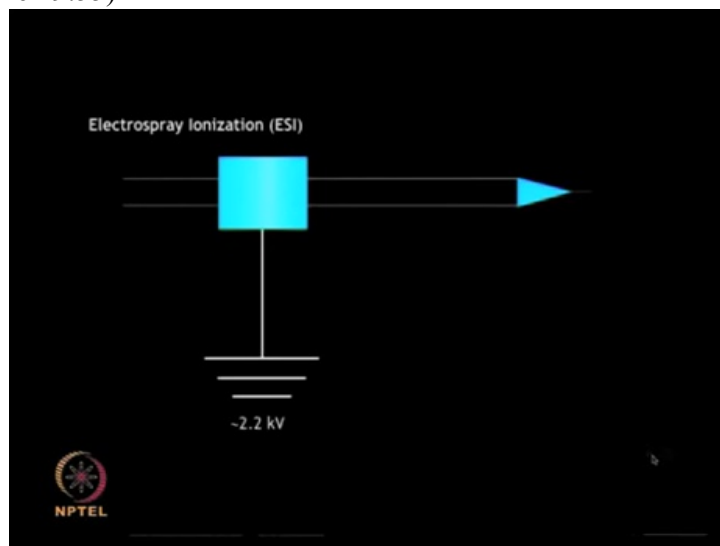 Electrospray Ionization (ESI)
~2.2 kV
NPTEL